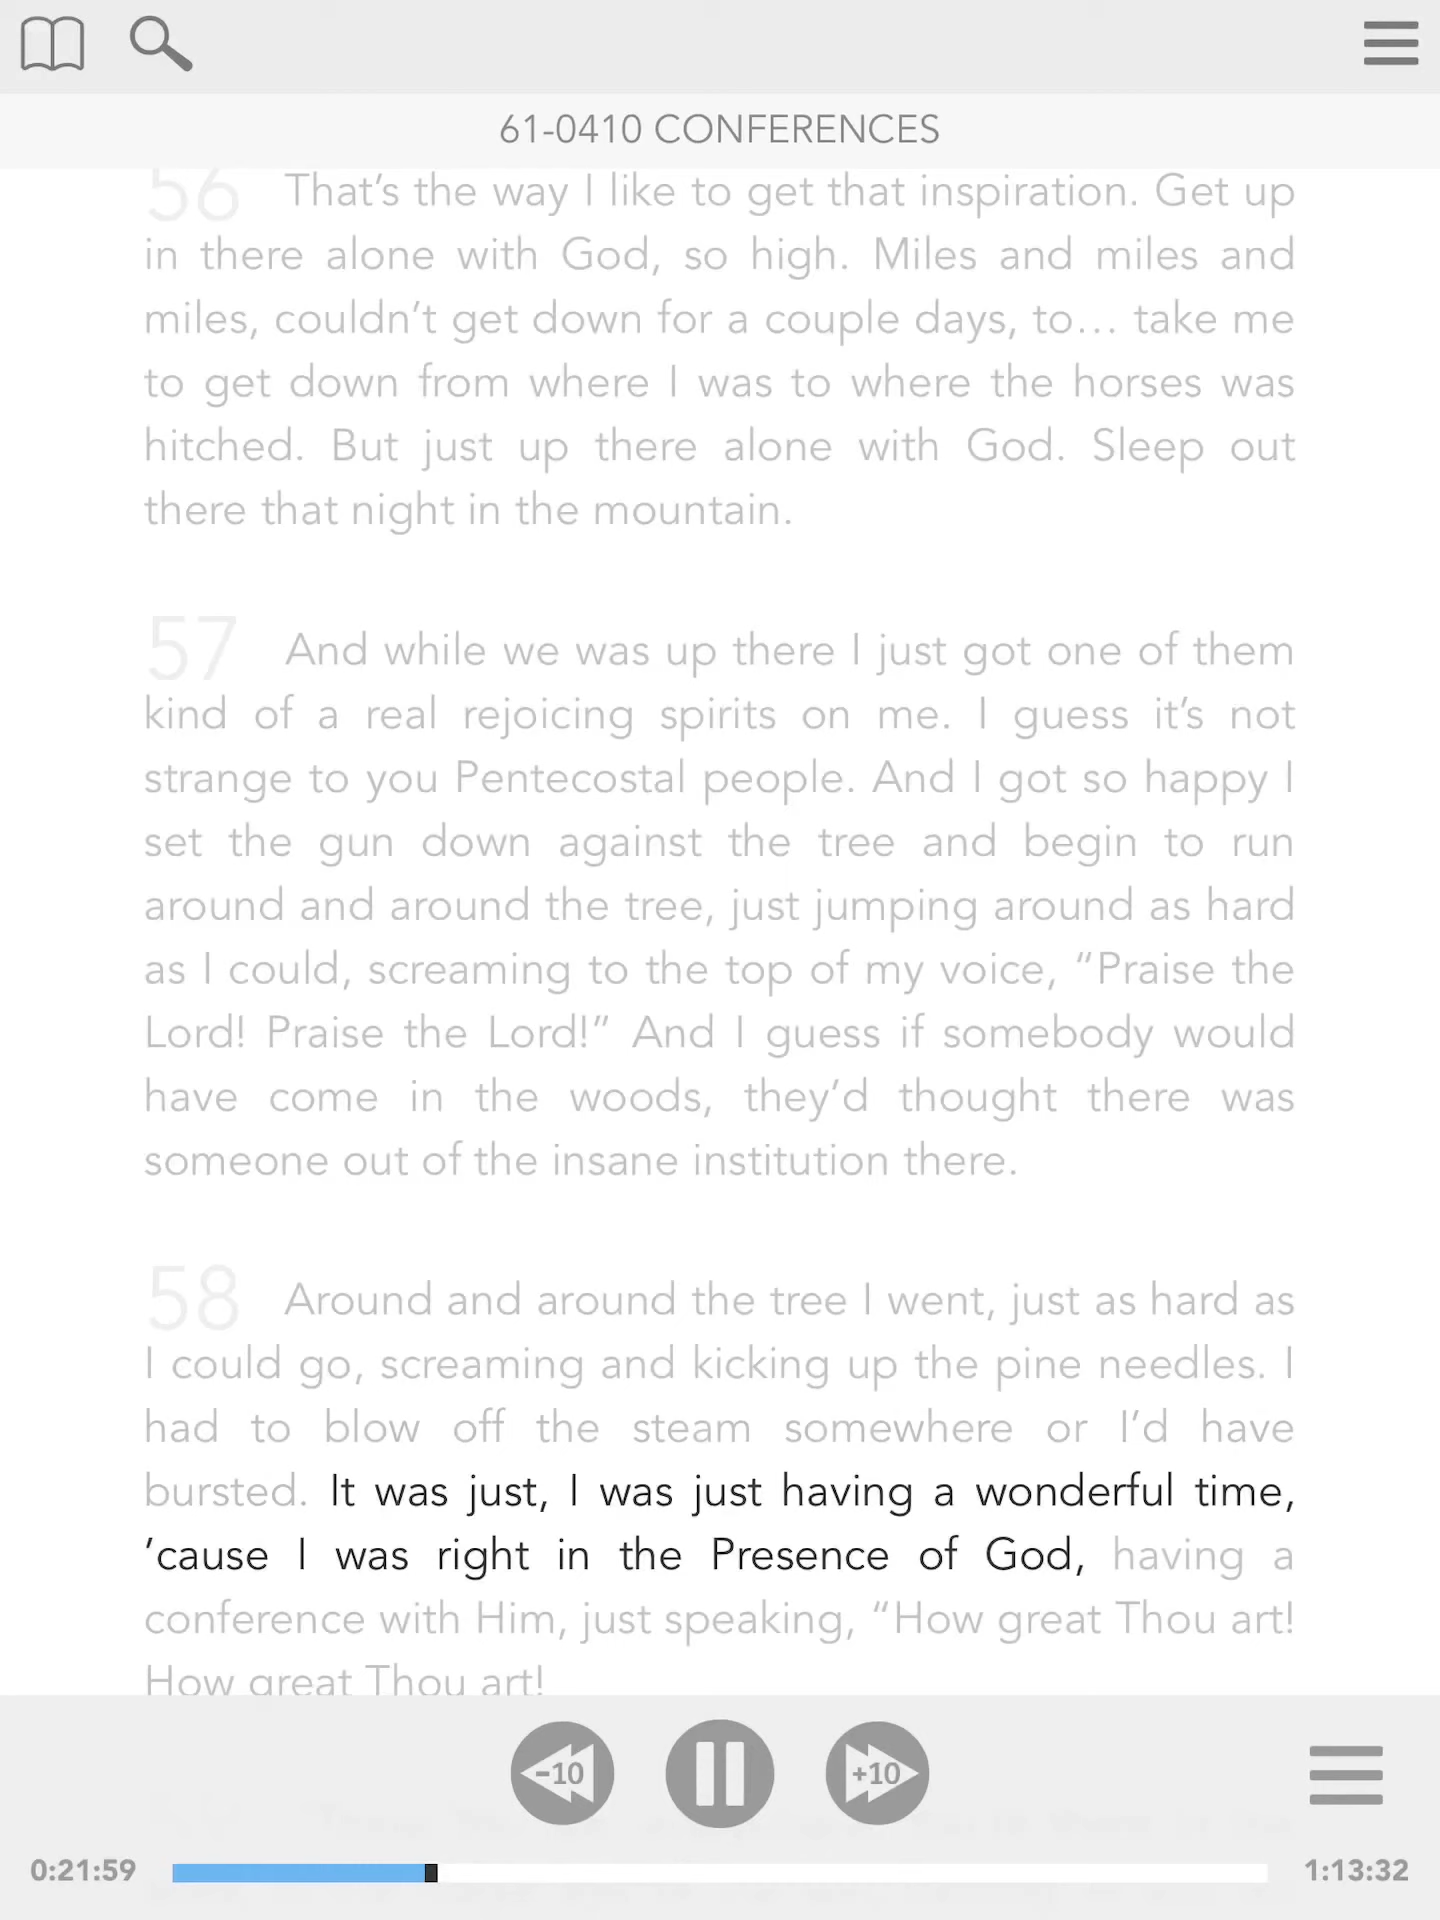 61-0410 CONFERENCES
56 That’s the way I like to get that inspiration. Get up
in there alone with God, so high. Miles and miles and
miles, couldn’t get down for a couple days, to… take me
to get down from where I was to where the horses was
hitched. But just up there alone with God. Sleep out
there that night in the mountain.
57 And while we was up there I just got one of them
kind of a real rejoicing spirits on me. I guess it’s not
strange to you Pentecostal people. And I got so happy I
set the gun down against the tree and begin to run
around and around the tree, just jumping around as hard
as I could, screaming to the top of my voice, “Praise the
Lord! Praise the Lord!” And I guess if somebody would
have come in the woods, they’d thought there was
someone out of the insane institution there.
58 Around and around the tree I went, just as hard as
I could go, screaming and kicking up the pine needles. I
had to blow off the steam somewhere or I’d have
bursted. It was just, I was just having a wonderful time,
’cause I was right in the Presence of God, having a
conference with Him, just speaking, “How great Thou art!
How great Thou art!
-10 +10
0:21:59 1:13:32